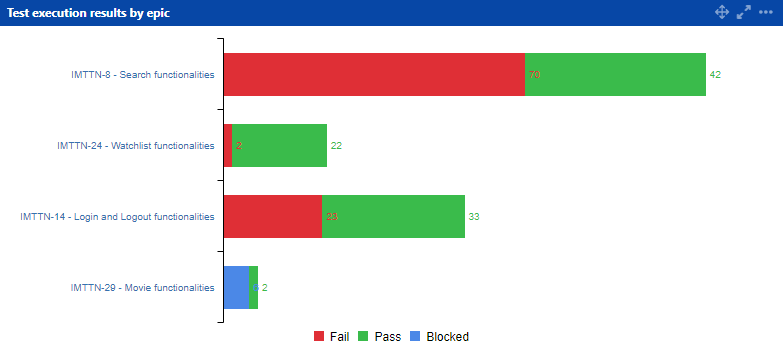 Test execution results by epic
IMTTN-8 - Search functionalities
70
42
IMTTN-24 - Watchlist functionalities
2
22
IMTTN-14 - Login and Logout functionalities
23
33
IMTTN-29 - Movie functionalities
6
2
Fail Pass Blocked